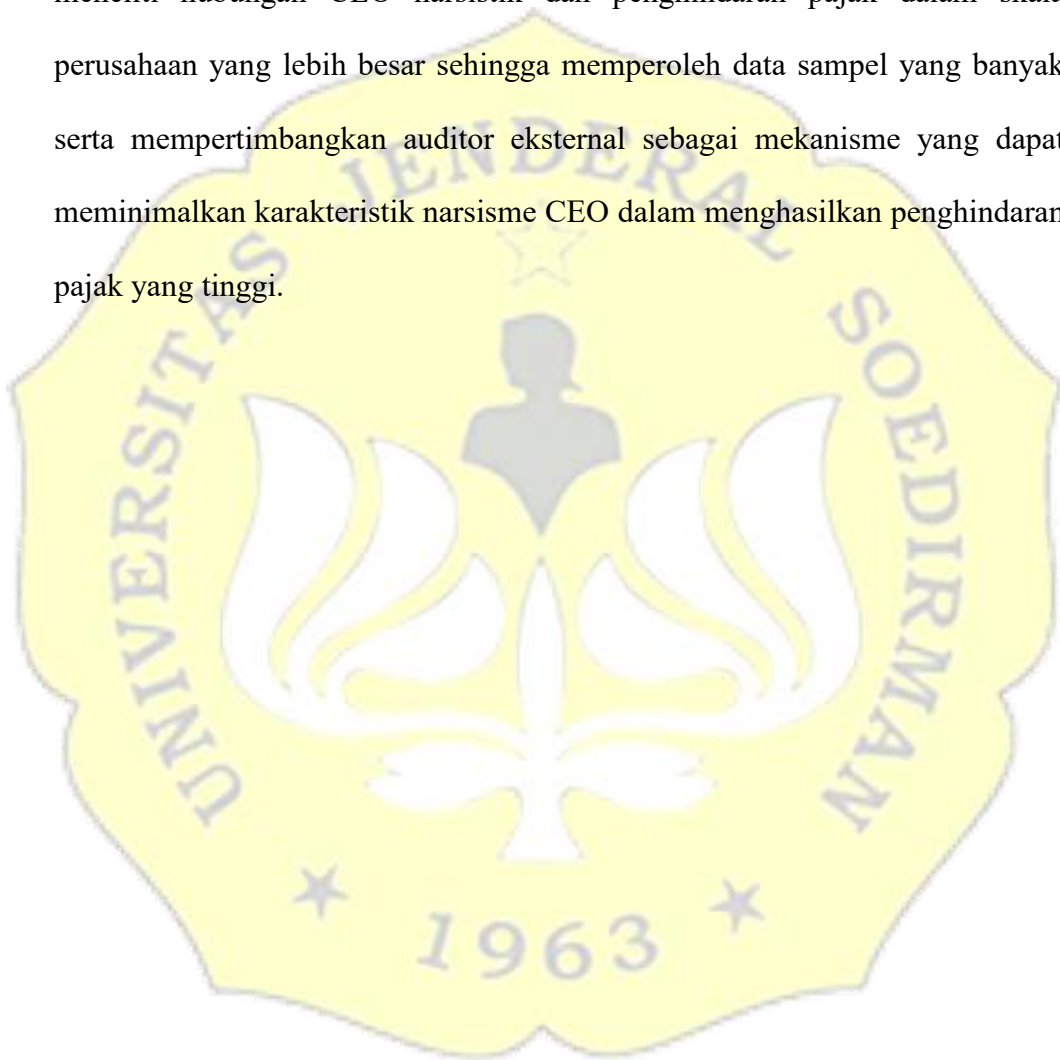 meneliti hubungan CEO narsistik dan penghindaran pajak dalam skala
perusahaan yang lebih besar sehingga memperoleh data sampel yang banyak
serta mempertimbangkan auditor eksternal sebagai mekanisme yang dapat
meminimalkan karakteristik narsisme CEO dalam menghasilkan penghindaran
pajak yang tinggi.
UNIVERSITAS JENDERAL SOEDIRMAN
1963